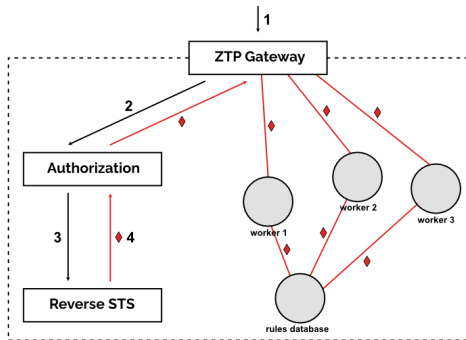 1
ZTP Gateway
2
Authorization
worker 1
worker 2
worker 3
3
4
Reverse STS
rules database